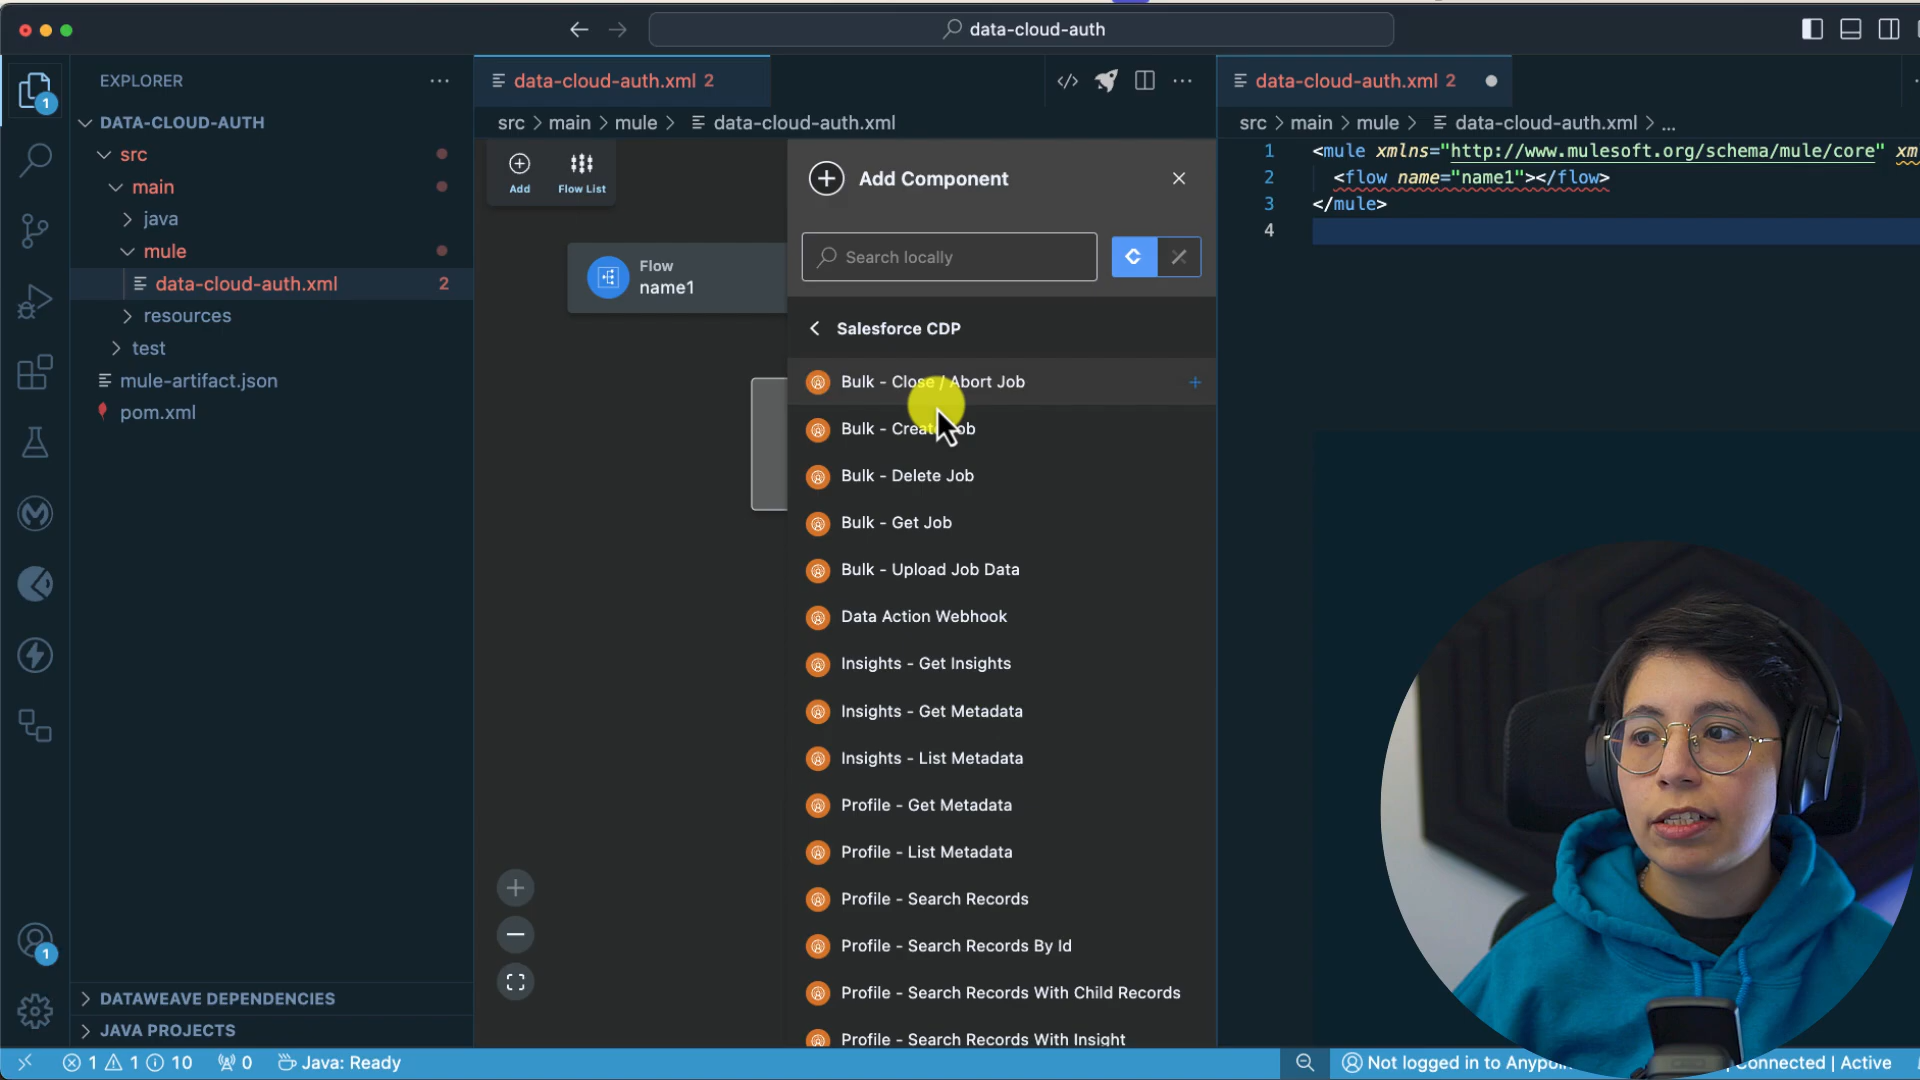 data-cloud-auth
EXPLORER
1
DATA-CLOUD-AUTH
src
main
java
mule
data-cloud-auth.xml 2
resources
test
mule-artifact.json
pom.xml
1
DATAWEAVE DEPENDENCIES
JAVA PROJECTS
data-cloud-auth.xml 2
src > main > mule > data-cloud-auth.xml
Add
Flow List
Flow
name1
Add Component
Search locally
Salesforce CDP
Bulk - Close / Abort Job
Bulk - Create Job
Bulk - Delete Job
Bulk - Get Job
Bulk - Upload Job Data
Data Action Webhook
Insights - Get Insights
Insights - Get Metadata
Insights - List Metadata
Profile - Get Metadata
Profile - List Metadata
Profile - Search Records
Profile - Search Records By Id
Profile - Search Records With Child Records
Profile - Search Records With Insight
data-cloud-auth.xml 2
src > main > mule > data-cloud-auth.xml > ...
1 <mule xmlns="http://www.mulesoft.org/schema/mule/core" xm
2 <flow name="name1"></flow>
3 </mule>
4
1 1 10 0 Java: Ready
Not logged in to Connected | Active